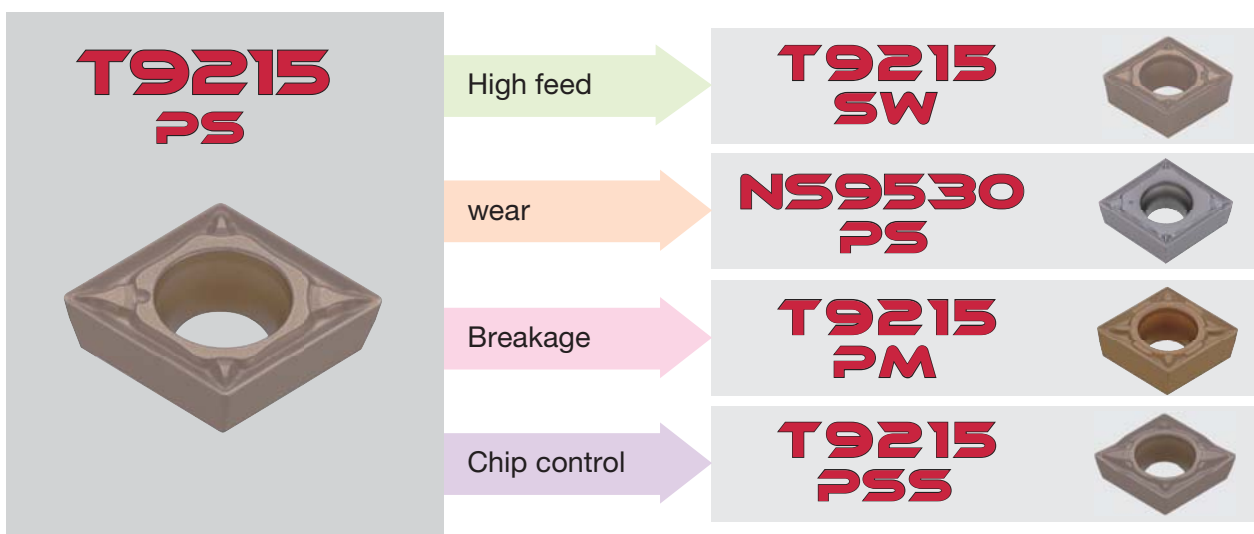 T9215
PS
High feed
T9215
SW
wear
NS9530
PS
Breakage
T9215
PM
Chip control
T9215
PSS